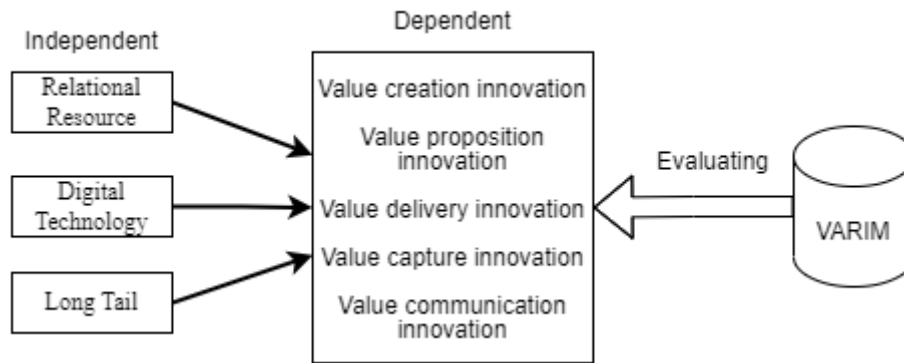 Independent
Relational
Resource
Digital
Technology
Long Tail
Dependent
Value creation innovation
Value proposition
innovation
Value delivery innovation
Value capture innovation
Value communication
innovation
Evaluating
VARIM